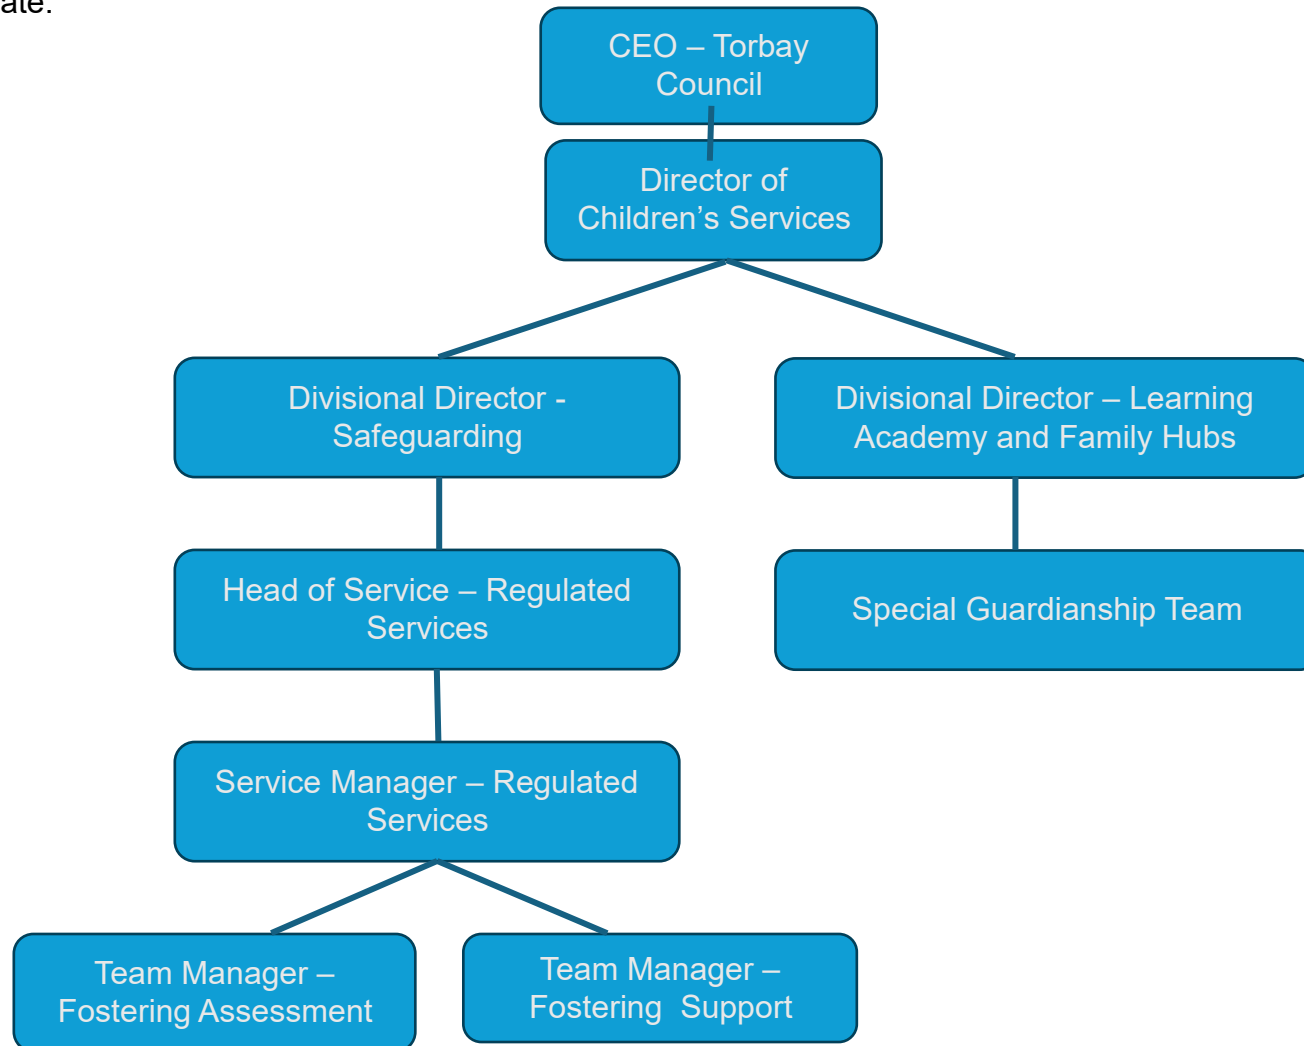 ate.
CEO – Torbay
Council
Director of
Children’s Services
Divisional Director -
Safeguarding
Divisional Director – Learning
Academy and Family Hubs
Head of Service – Regulated
Services
Special Guardianship Team
Service Manager – Regulated
Services
Team Manager –
Fostering Assessment
Team Manager –
Fostering  Support